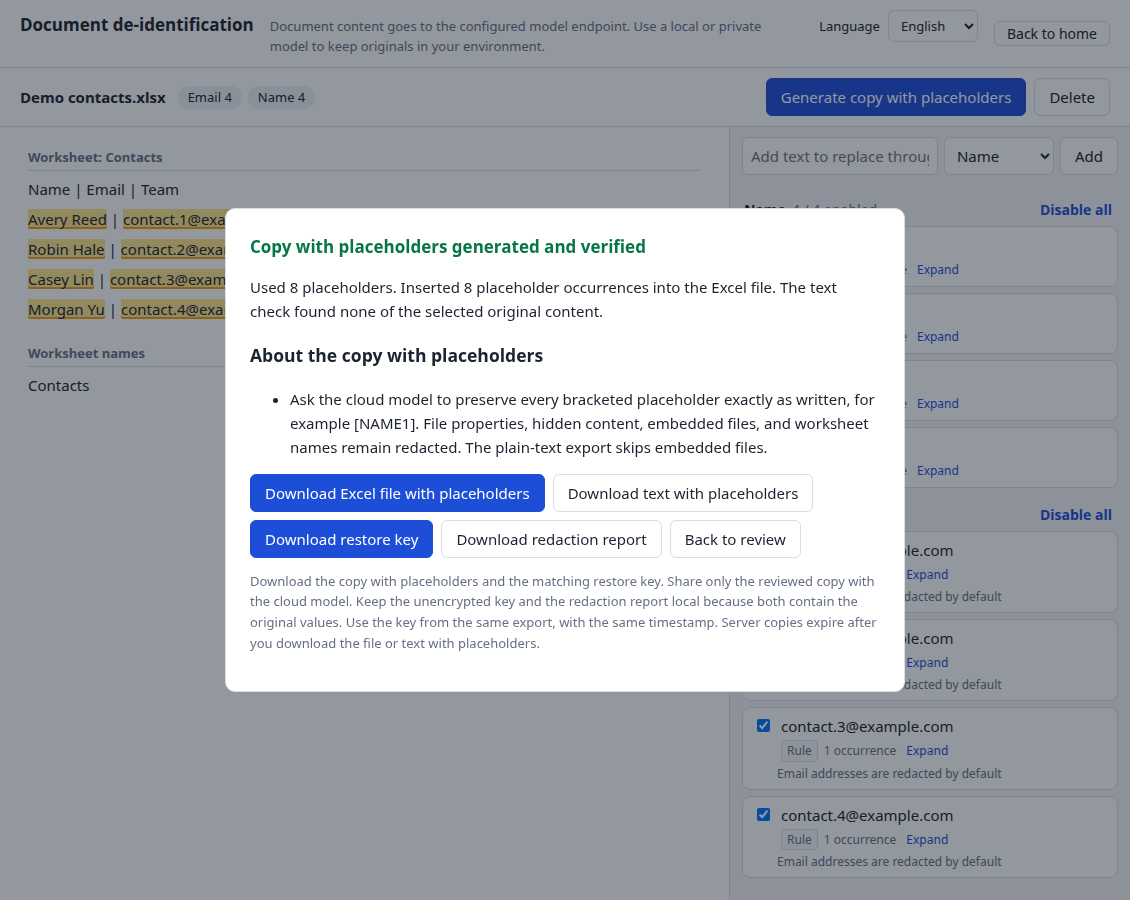 Document de-identification
Document content goes to the configured model endpoint. Use a local or private
model to keep originals in your environment.
Language
English
Back to home
Demo contacts.xlsx
Email 4
Name 4
Generate copy with placeholders
Delete
Worksheet: Contacts
Name | Email | Team
Avery Reed | contact.1@exa
Robin Hale | contact.2@exa
Casey Lin | contact.3@exam
Morgan Yu | contact.4@exa
Worksheet names
Contacts
Add text to replace throu
Name
Add
Disable all
Expand
Expand
Expand
Expand
Disable all
Copy with placeholders generated and verified
Used 8 placeholders. Inserted 8 placeholder occurrences into the Excel file. The text
check found none of the selected original content.
About the copy with placeholders
• Ask the cloud model to preserve every bracketed placeholder exactly as written, for
example [NAME1]. File properties, hidden content, embedded files, and worksheet
names remain redacted. The plain-text export skips embedded files.
Download Excel file with placeholders
Download text with placeholders
Download restore key
Download redaction report
Back to review
Download the copy with placeholders and the matching restore key. Share only the reviewed copy with
the cloud model. Keep the unencrypted key and the redaction report local because both contain the
original values. Use the key from the same export, with the same timestamp. Server copies expire after
you download the file or text with placeholders.
ple.com
Expand
dacted by default
ple.com
Expand
dacted by default
contact.3@example.com
Rule 1 occurrence Expand
Email addresses are redacted by default
contact.4@example.com
Rule 1 occurrence Expand
Email addresses are redacted by default